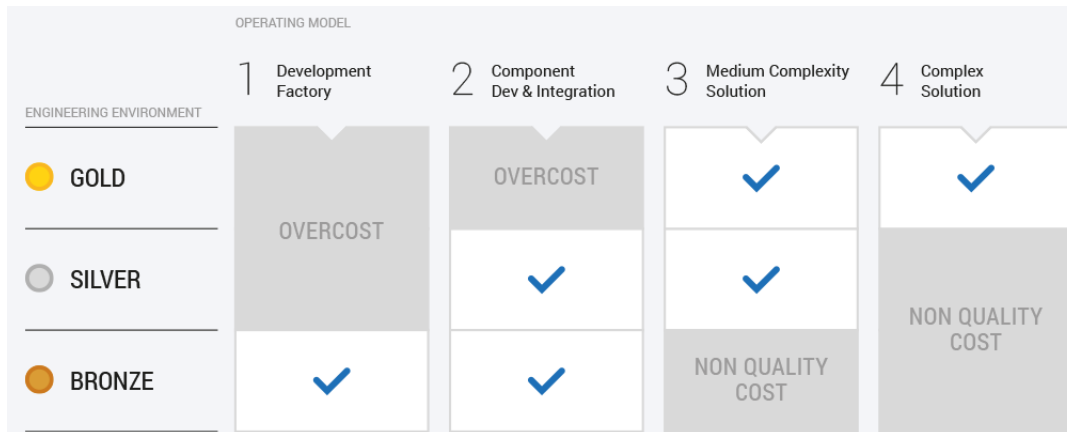 OPERATING MODEL
1 Development
Factory
2 Component
Dev & Integration
3 Medium Complexity
Solution
4 Complex
Solution
ENGINEERING ENVIRONMENT
GOLD
OVERCOST
OVERCOST
SILVER
NON QUALITY
COST
BRONZE
NON QUALITY
COST